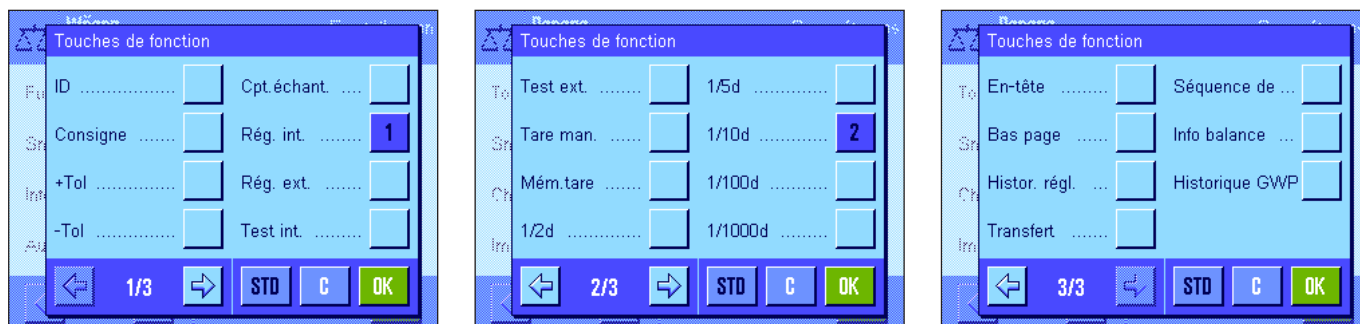 Touches de fonction
ID ................. Cpt.échant. ....
Consigne ...... Rég. int. ........ 1
+Tol .............. Rég. ext. .......
-Tol .............. Test int. ........
1/3 STD C OK
Touches de fonction
Test ext. ....... 1/5d .............
Tare man. ...... 1/10d ........... 2
Mém.tare ...... 1/100d ..........
1/2d ............. 1/1000d ........
2/3 STD C OK
Touches de fonction
En-tête ........ Séquence de ...
Bas page ...... Info balance ...
Histor. régl. ... Historique GWP
Transfert .......
3/3 STD C OK